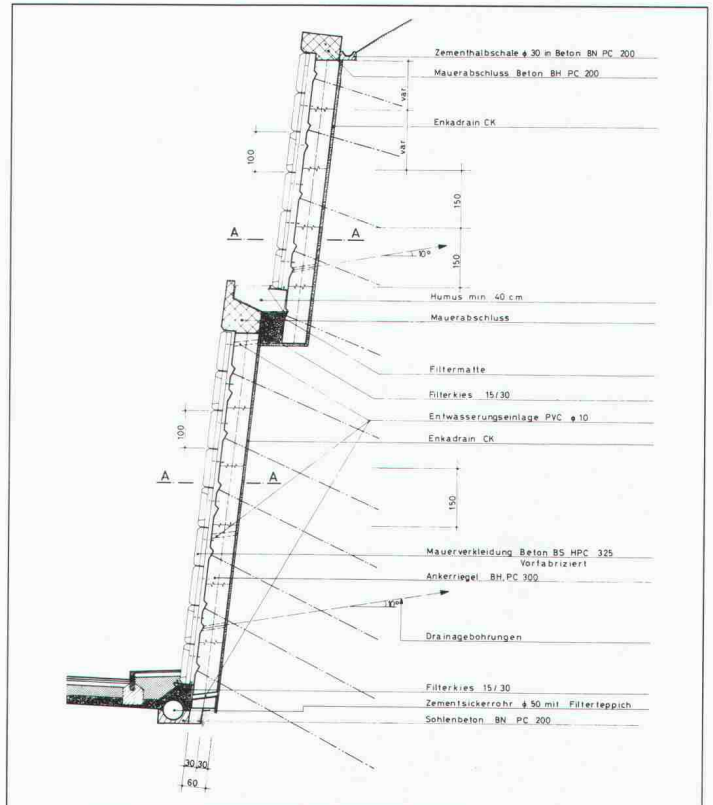 Zementhalbschale ϕ 30 in Beton BN PC 200
Mauerabschluss Beton BH PC 200
var
Enkadrain CK
var
100
150
A A
150
10°
Humus min. 40 cm
Mauerabschluss
Filtermatte
Filterkies 15/30
Entwasserungseinlage PVC ϕ 10
100
Enkadrain CK
A A
150
Mauerverkleidung Beton BS HPC 325
Vorfabriziert
Ankerriegel BH, PC 300
10°
Drainagebohrungen
Filterkies 15/30
Zementsickerrohr ϕ 50 mit Filterteppich
Sohlenbeton BN PC 200
30 30
60